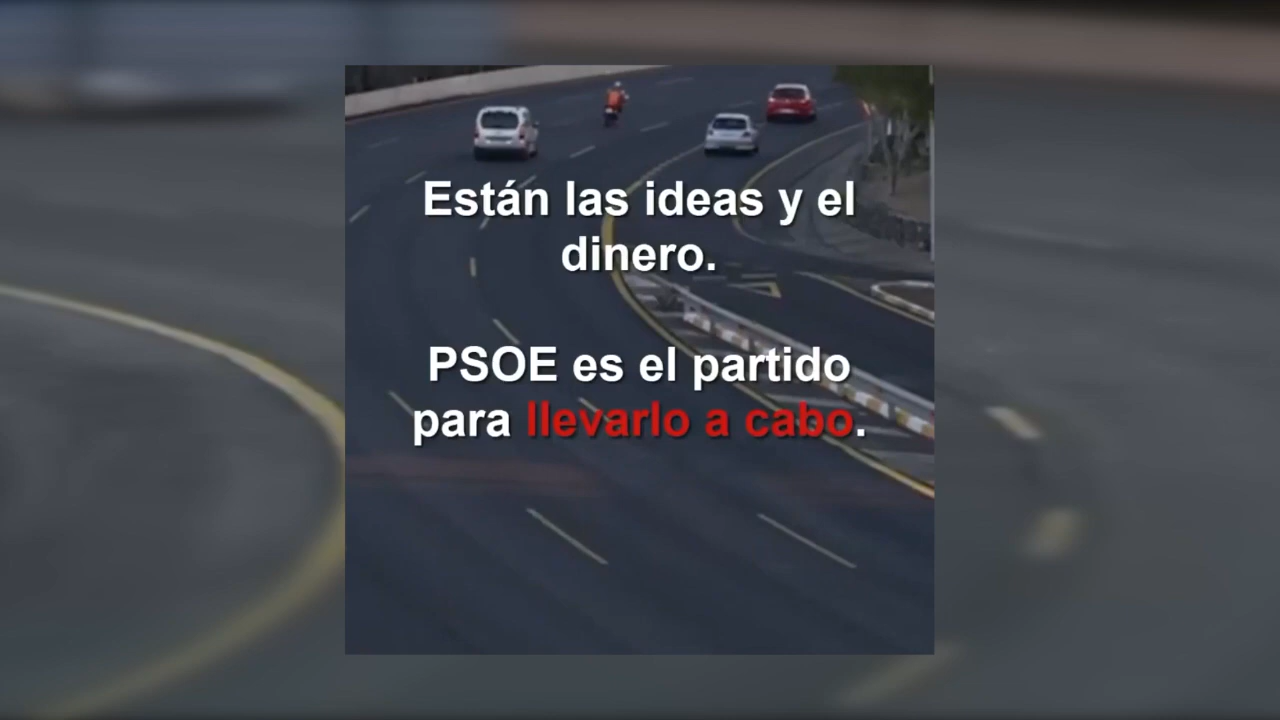 Están las ideas y el
dinero.
PSOE es el partido
para llevarlo a cabo.